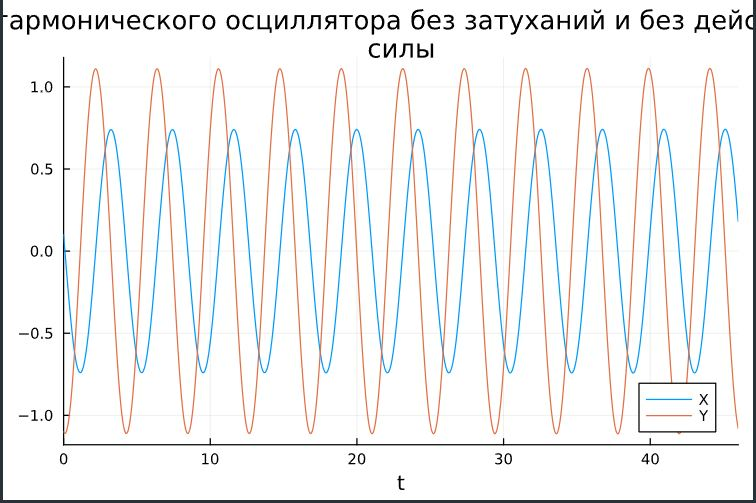 гармонического осциллятора без затуханий и без дейс
силы
1.0
0.5
0.0
−0.5
−1.0
X
Y
0
10
20
30
40
t